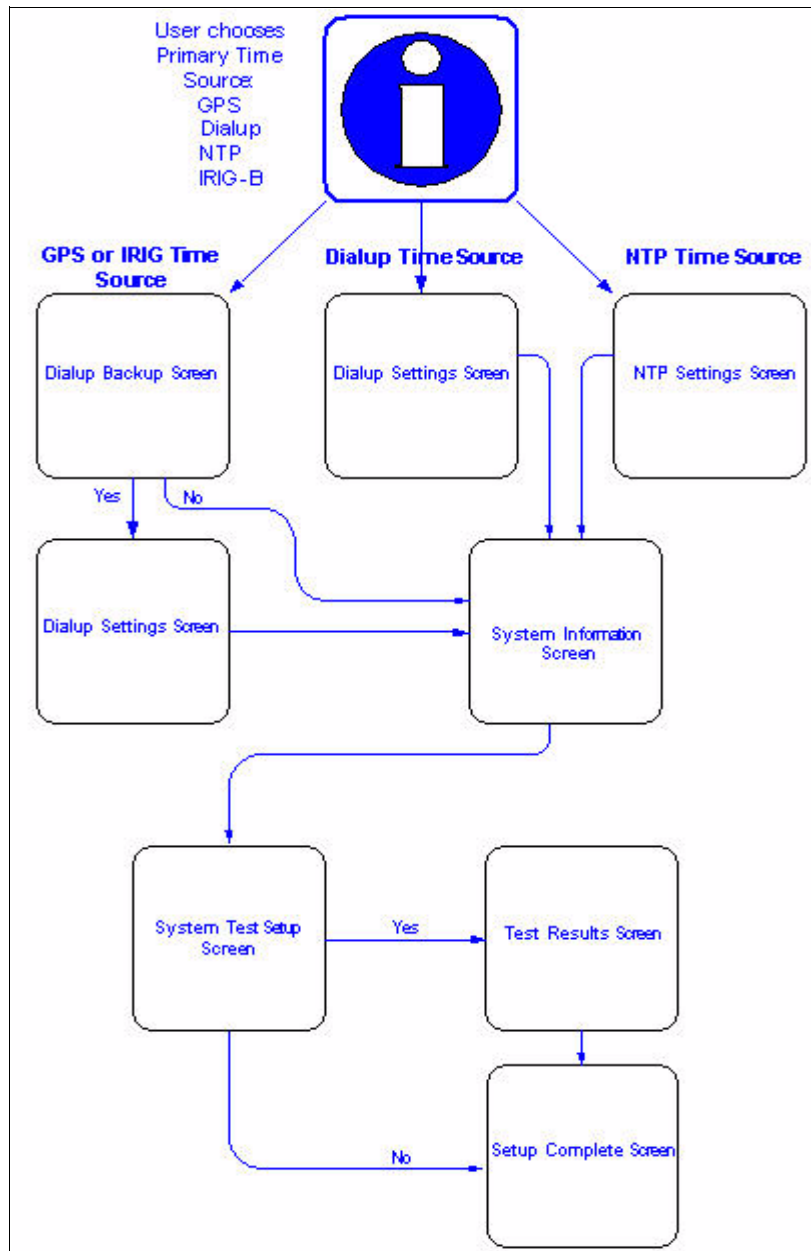 User chooses
Primary Time
Source:
GPS
Dialup
NTP
IRIG-B
GPS or IRIG Time
Source
Dialup Time Source
NTP Time Source
Dialup Backup Screen
Dialup Settings Screen
NTP Settings Screen
Yes
No
Dialup Settings Screen
System Information
Screen
System Test Setup
Screen
Yes
Test Results Screen
No
Setup Complete Screen